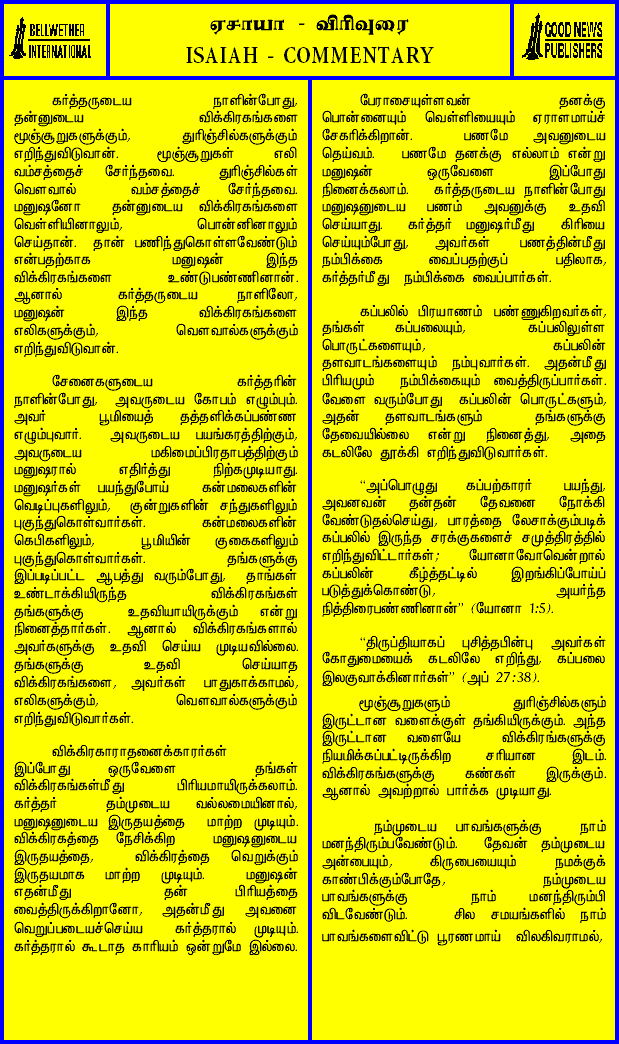 BELLWETHER
INTERNATIONAL
ஏசாயா - விரிவுரை
ISAIAH - COMMENTARY
GOOD NEWS
PUBLISHERS
கர்த்தருடைய நாளின்போது,
தன்னுடைய விக்கிரகங்களை
மூஞ்சூறுகளுக்கும், துரிஞ்சில்களுக்கும்
எறிந்துவிடுவான். மூஞ்சூறுகள் எலி
வம்சத்தைச் சேர்ந்தவை. துரிஞ்சில்கள்
வௌவால் வம்சத்தைச் சேர்ந்தவை.
மனுஷனோ தன்னுடைய விக்கிரகங்களை
வெள்ளியினாலும், பொன்னினாலும்
செய்தான். தான் பணிந்துகொள்ளவேண்டும்
என்பதற்காக மனுஷன் இந்த
விக்கிரகங்களை உண்டுபண்ணினான்.
ஆனால் கர்த்தருடைய நாளிலோ,
மனுஷன் இந்த விக்கிரகங்களை
எலிகளுக்கும், வௌவால்களுக்கும்
எறிந்துவிடுவான்.
சேனைகளுடைய கர்த்தரின்
நாளின்போது, அவருடைய கோபம் எழும்பும்.
அவர் பூமியைத் தத்தளிக்கப்பண்ண
எழும்புவார். அவருடைய பயங்கரத்திற்கும்,
அவருடைய மகிமைப்பிரதாபத்திற்கும்
மனுஷரால் எதிர்த்து நிற்கமுடியாது.
மனுஷர்கள் பயந்துபோய் கன்மலைகளின்
வெடிப்புகளிலும், குன்றுகளின் சந்துகளிலும்
புகுந்துகொள்வார்கள். கன்மலைகளின்
கெபிகளிலும், பூமியின் குகைகளிலும்
புகுந்துகொள்வார்கள். தங்களுக்கு
இப்படிப்பட்ட ஆபத்து வரும்போது, தாங்கள்
உண்டாக்கியிருந்த விக்கிரகங்கள்
தங்களுக்கு உதவியாயிருக்கும் என்று
நினைத்தார்கள். ஆனால் விக்கிரகங்களால்
அவர்களுக்கு உதவி செய்ய முடியவில்லை.
தங்களுக்கு உதவி செய்யாத
விக்கிரகங்களை, அவர்கள் பாதுகாக்காமல்,
எலிகளுக்கும், வௌவால்களுக்கும்
எறிந்துவிடுவார்கள்.
விக்கிரகாராதனைக்காரர்கள்
இப்போது ஒருவேளை தங்கள்
விக்கிரகங்கள்மீது பிரியமாயிருக்கலாம்.
கர்த்தர் தம்முடைய வல்லமையினால்,
மனுஷனுடைய இருதயத்தை மாற்ற முடியும்.
விக்கிரகத்தை நேசிக்கிற மனுஷனுடைய
இருதயத்தை, விக்கிரத்தை வெறுக்கும்
இருதயமாக மாற்ற முடியும். மனுஷன்
எதன்மீது தன் பிரியத்தை
வைத்திருக்கிறானோ, அதன்மீது அவனை
வெறுப்படையச்செய்ய கர்த்தரால் முடியும்.
கர்த்தரால் கூடாத காரியம் ஒன்றுமே இல்லை.
பேராசையுள்ளவன் தனக்கு
பொன்னையும் வெள்ளியையும் ஏராளமாய்ச்
சேகரிக்கிறான். பணமே அவனுடைய
தெய்வம். பணமே தனக்கு எல்லாம் என்று
மனுஷன் ஒருவேளை இப்போது
நினைக்கலாம். கர்த்தருடைய நாளின்போது
மனுஷனுடைய பணம் அவனுக்கு உதவி
செய்யாது. கர்த்தர் மனுஷர்மீது கிரியை
செய்யும்போது, அவர்கள் பணத்தின்மீது
நம்பிக்கை வைப்பதற்குப் பதிலாக,
கர்த்தர்மீது நம்பிக்கை வைப்பார்கள்.
கப்பலில் பிரயாணம் பண்ணுகிறவர்கள்,
தங்கள் கப்பலையும், கப்பலிலுள்ள
பொருட்களையும், கப்பலின்
தளவாடங்களையும் நம்புவார்கள். அதன்மீது
பிரியமும் நம்பிக்கையும் வைத்திருப்பார்கள்.
வேளை வரும்போது கப்பலின் பொருட்களும்,
அதன் தளவாடங்களும் தங்களுக்கு
தேவையில்லை என்று நினைத்து, அதை
கடலிலே தூக்கி எறிந்துவிடுவார்கள்.
“அப்பொழுது கப்பற்காரர் பயந்து,
அவனவன் தன்தன் தேவனை நோக்கி
வேண்டுதல்செய்து, பாரத்தை லேசாக்கும்படிக்
கப்பலில் இருந்த சரக்குகளைச் சமுத்திரத்தில்
எறிந்துவிட்டார்கள்; யோனாவோவென்றால்
கப்பலின் கீழ்த்தட்டில் இறங்கிப்போய்ப்
படுத்துக்கொண்டு, அயர்ந்த
நித்திரைபண்ணினான்” (யோனா 1:5).
“திருப்தியாகப் புசித்தபின்பு அவர்கள்
கோதுமையைக் கடலிலே எறிந்து, கப்பலை
இலகுவாக்கினார்கள்” (அப் 27:38).
மூஞ்சூறுகளும் துரிஞ்சில்களும்
இருட்டான வளைக்குள் தங்கியிருக்கும். அந்த
இருட்டான வளையே விக்கிரங்களுக்கு
நியமிக்கப்பட்டிருக்கிற சரியான இடம்.
விக்கிரகங்களுக்கு கண்கள் இருக்கும்.
ஆனால் அவற்றால் பார்க்க முடியாது.
நம்முடைய பாவங்களுக்கு நாம்
மனந்திரும்பவேண்டும். தேவன் தம்முடைய
அன்பையும், கிருபையையும் நமக்குக்
காண்பிக்கும்போதே, நம்முடைய
பாவங்களுக்கு நாம் மனந்திரும்பி
விடவேண்டும். சில சமயங்களில் நாம்
பாவங்களைவிட்டு பூரணமாய் விலகிவராமல்,